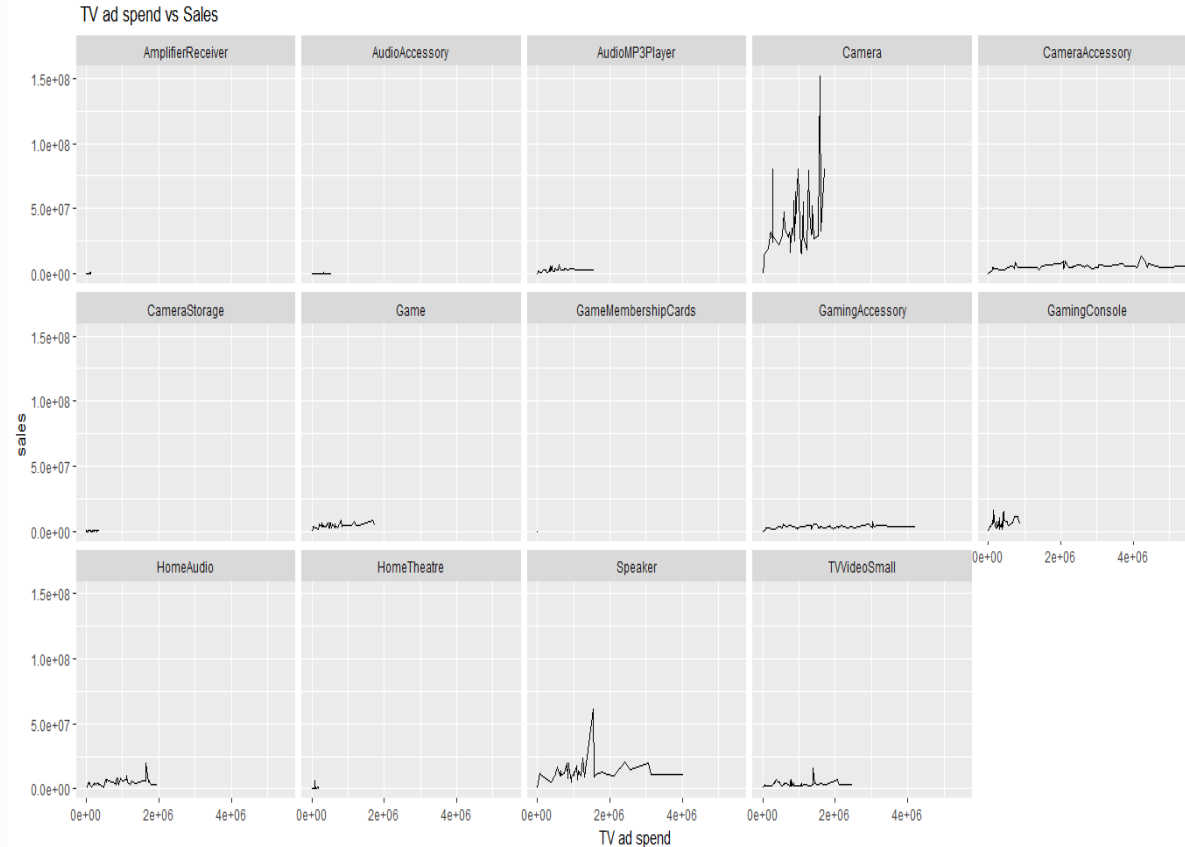 TV ad spend vs Sales
AmplifierReceiver AudioAccessory AudioMP3Player Camera CameraAccessory
1.5e+08
1.0e+08
5.0e+07
0.0e+00
CameraStorage Game GameMembershipCards GamingAccessory GamingConsole
1.5e+08
1.0e+08
5.0e+07
0.0e+00
0e+00 2e+06 4e+06
HomeAudio HomeTheatre Speaker TVVideoSmall
1.5e+08
1.0e+08
5.0e+07
0.0e+00
0e+00 2e+06 4e+06 0e+00 2e+06 4e+06 0e+00 2e+06 4e+06 0e+00 2e+06 4e+06
TV ad spend
sales